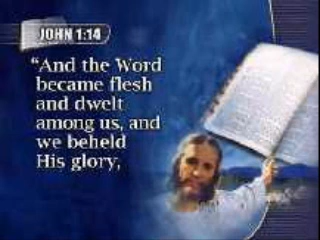 JOHN 1:14
“And the Word
became flesh
and dwelt
among us, and
we beheld
His glory,